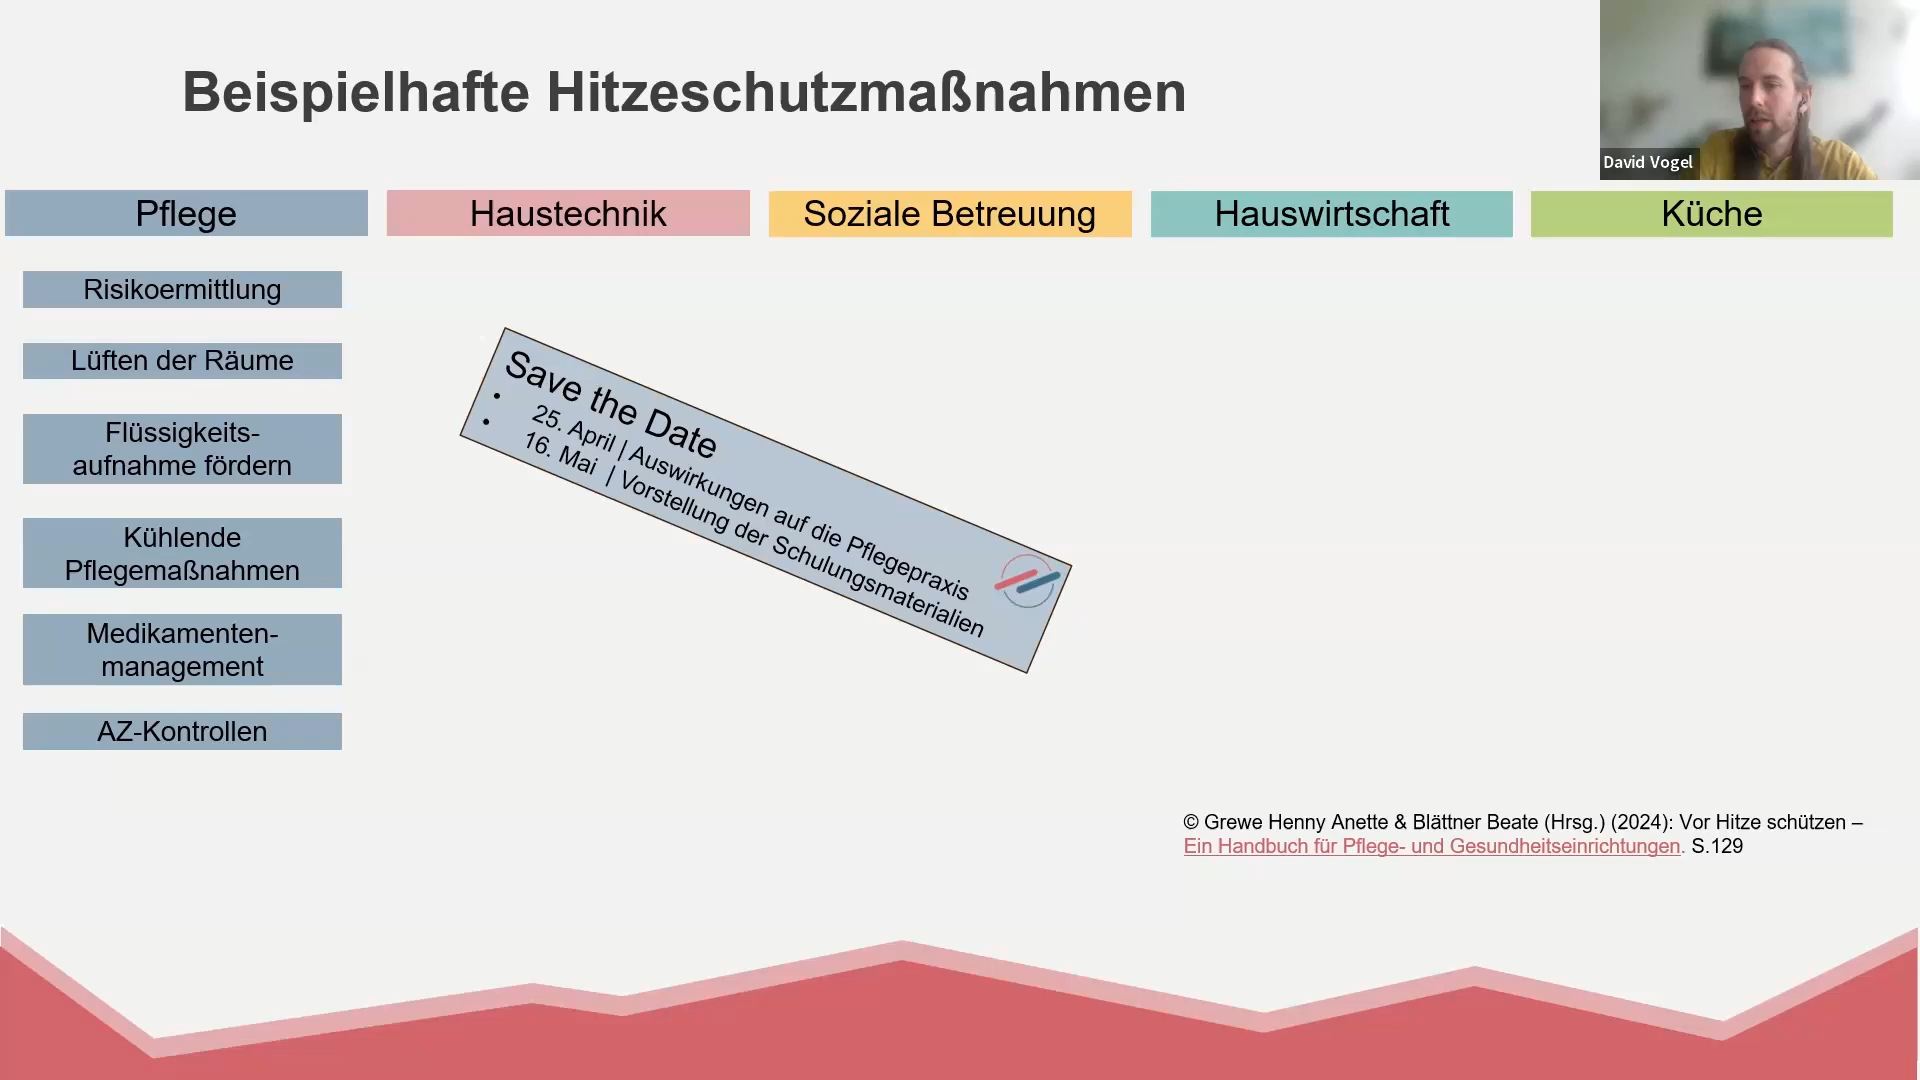 Beispielhafte Hitzeschutzmaßnahmen
David Vogel
Pflege
Haustechnik
Soziale Betreuung
Hauswirtschaft
Küche
Risikoermittlung
Lüften der Räume
Flüssigkeits-
aufnahme fördern
Kühlende
Pflegemaßnahmen
Medikamenten-
management
AZ-Kontrollen
Save the Date
• 25. April | Auswirkungen auf die Pflegepraxis
• 16. Mai | Vorstellung der Schulungsmaterialien
© Grewe Henny Anette & Blättner Beate (Hrsg.) (2024): Vor Hitze schützen –
Ein Handbuch für Pflege- und Gesundheitseinrichtungen. S.129